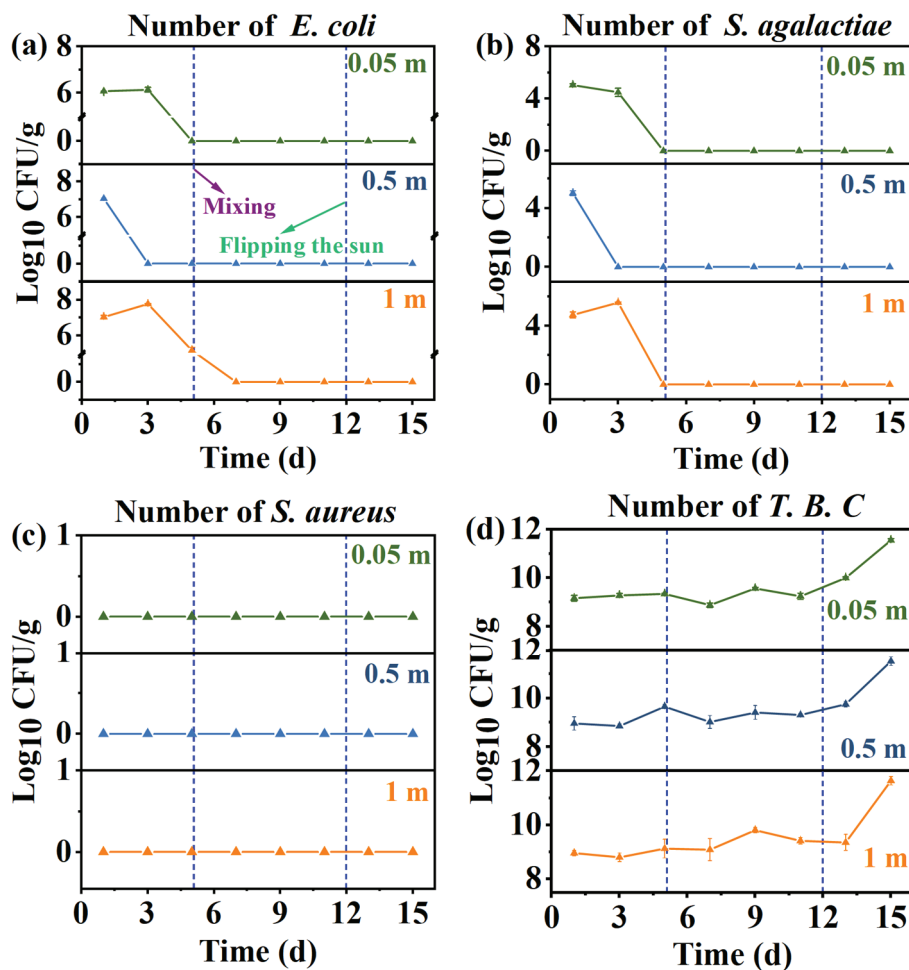 (a) Number of E. coli
8
0.05 m
6
0
8
0.5 m
6
Mixing
Flipping the sun
0
8
1 m
6
0
Log10 CFU/g
0 3 6 9 12 15
Time (d)
(b) Number of S. agalactiae
8
0.05 m
4
0
0.5 m
4
0
1 m
4
0
Log10 CFU/g
0 3 6 9 12 15
Time (d)
(c) Number of S. aureus
1
0.05 m
0
1
0.5 m
0
1
1 m
0
Log10 CFU/g
0 3 6 9 12 15
Time (d)
(d) Number of T. B. C
12
10
0.05 m
8
12
10
0.5 m
8
12
10
1 m
8
Log10 CFU/g
0 3 6 9 12 15
Time (d)